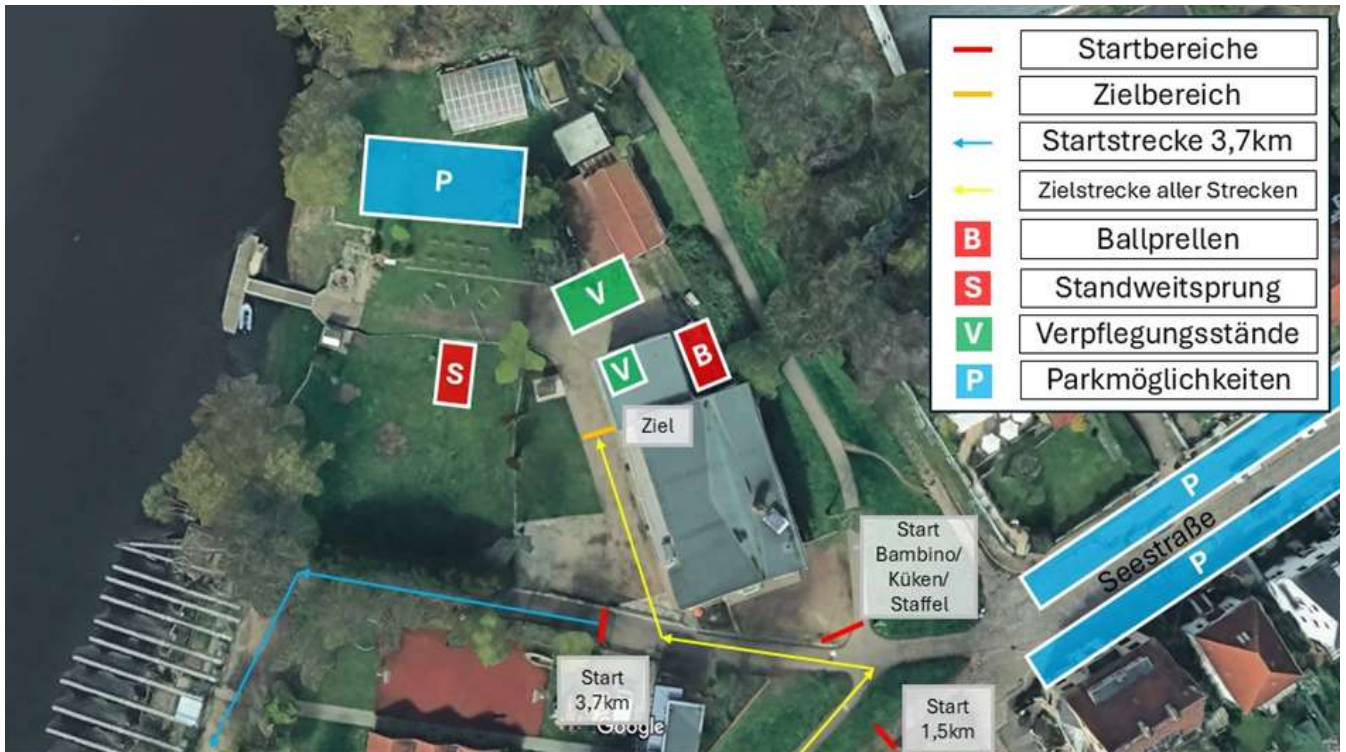 Startbereiche
Zielbereich
Startstrecke 3,7km
Zielstrecke aller Strecken
B
Ballprellen
S
Standweitsprung
V
Verpflegungsstände
P
Parkmöglichkeiten
P
V
V
B
S
Ziel
P
Seestraße
P
Start
Bambino/
Küken/
Staffel
Start
3,7km
Google
Start
1,5km